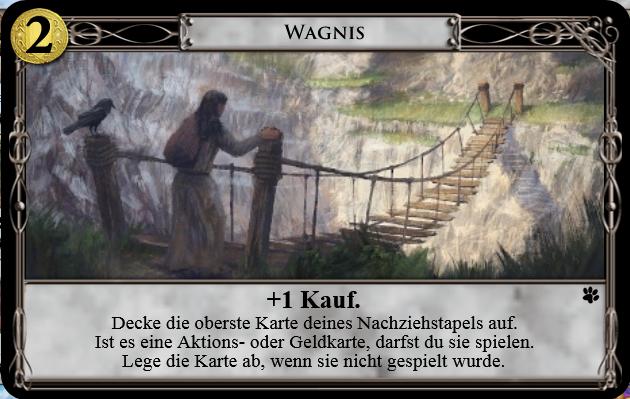 2
Wagnis
+1 Kauf.
Decke die oberste Karte deines Nachziehstapels auf.
Ist es eine Aktions- oder Geldkarte, darfst du sie spielen.
Lege die Karte ab, wenn sie nicht gespielt wurde.